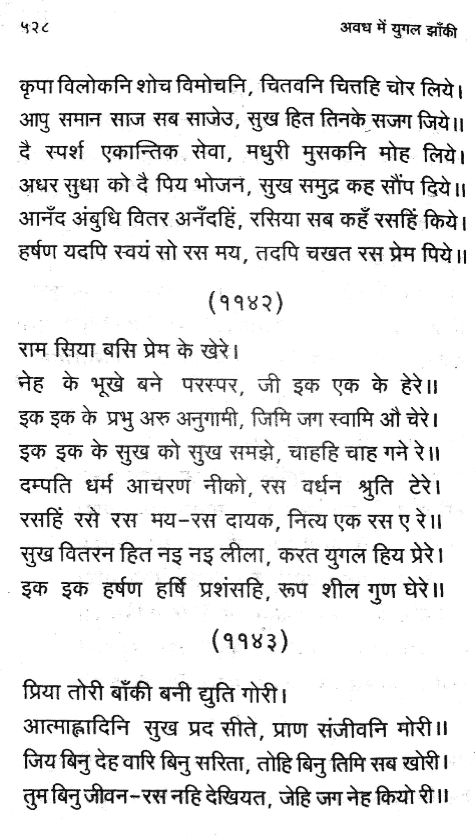 ५२८ अवध में युगल झाँकी
कृपा विलोकनि शोच विमोचनि, चितवनि चित्तहि चोर लिये।
आपु समान साज सब साजेउ, सुख हित तिनके सजग जिये॥
दै स्पर्श एकान्तिक सेवा, मधुरी मुसकनि मोह लिये।
अधर सुधा को दै पिय भोजन, सुख समुद्र कह सौंप दिये॥
आनँद अंबुधि वितर अनँदहिं, रसिया सब कहँ रसहिं किये।
हर्षण यदपि स्वयं सो रस मय, तदपि चखत रस प्रेम पिये॥
(११४२)
राम सिया बसि प्रेम के खेरे।
नेह के भूखे बने परस्पर, जी इक एक के हेरे॥
इक इक के प्रभु अरु अनुगामी, जिमि जग स्वामि औ चेरे।
इक इक के सुख को सुख समझे, चाहहि चाह गने रे॥
दम्पति धर्म आचरण नीको, रस वर्धन श्रुति टेरे।
रसहिं रसे रस मय-रस दायक, नित्य एक रस ए रे॥
सुख वितरन हित नइ नइ लीला, करत युगल हिय प्रेरे।
इक इक हर्षण हर्षि प्रशंसहि, रूप शील गुण घेरे॥
(११४३)
प्रिया तोरी बाँकी बनी द्युति गोरी।
आत्माह्लादिनि सुख प्रद सीते, प्राण संजीवनि मोरी॥
जिय बिनु देह वारि बिनु सरिता, तोहि बिनु तिमि सब खोरी।
तुम बिनु जीवन-रस नहि देखियत, जेहि जग नेह कियो री॥